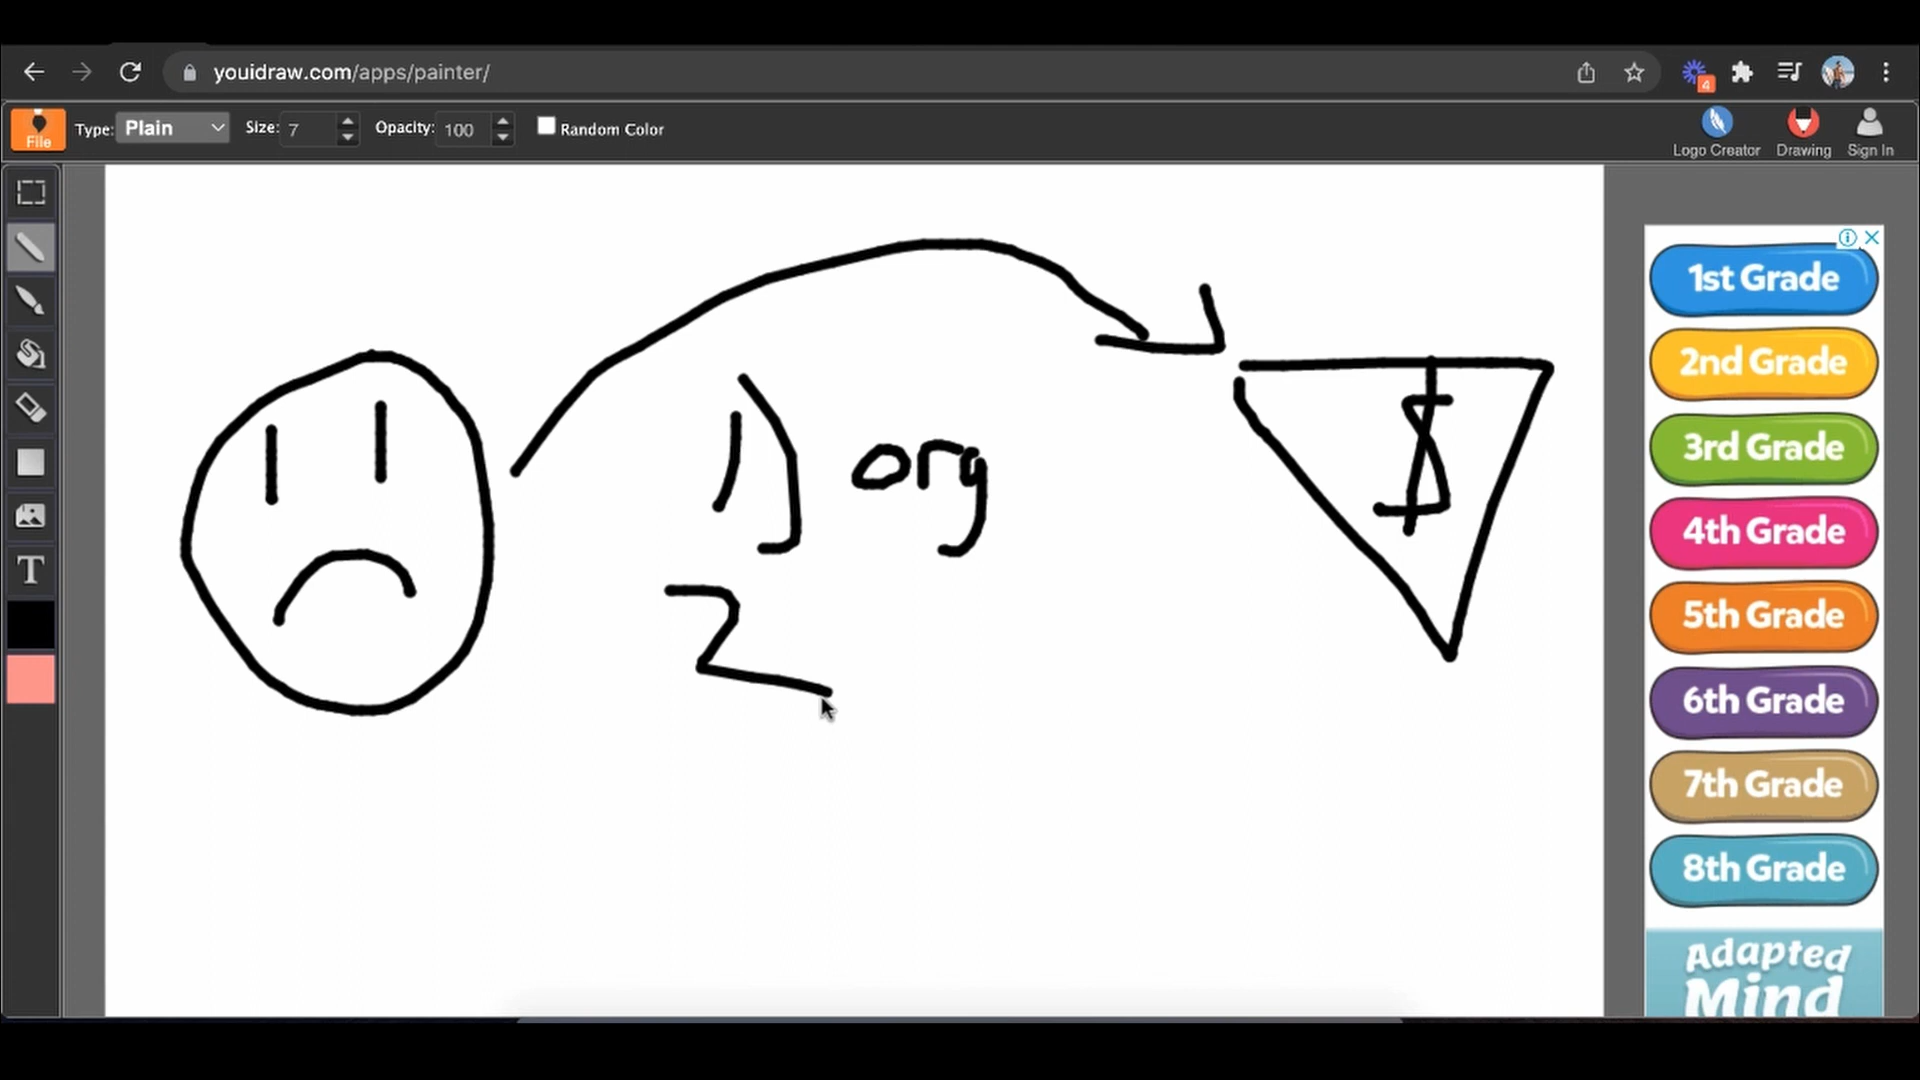 youidraw.com/apps/painter/
4
File
Type: Plain Size: 7 Opacity: 100 Random Color
Logo Creator Drawing Sign In
T
1) org
$
2
1st Grade
2nd Grade
3rd Grade
4th Grade
5th Grade
6th Grade
7th Grade
8th Grade
Adapted
Mind